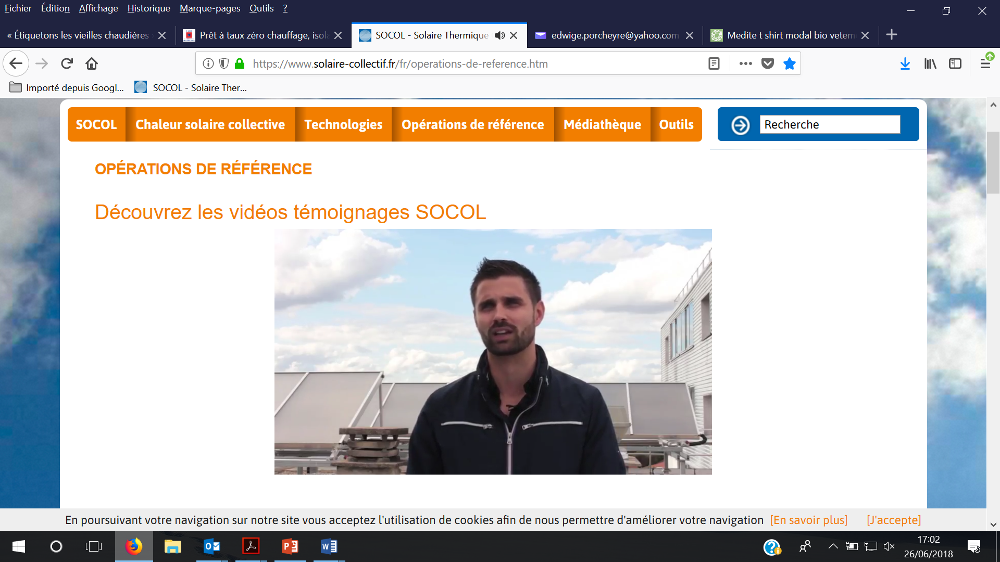 Fichier Édition Affichage Historique Marque-pages Outils ?
« Étiquetons les vieilles chaudières
Prêt à taux zéro chauffage, isola
SOCOL - Solaire Thermique
edwige.porcheyre@yahoo.com
Medite t shirt modal bio vetem
https://www.solaire-collectif.fr/fr/operations-de-reference.htm
Importé depuis Googl...
SOCOL - Solaire Ther...
SOCOL
Chaleur solaire collective
Technologies
Opérations de référence
Médiathèque
Outils
Recherche
OPÉRATIONS DE RÉFÉRENCE
Découvrez les vidéos témoignages SOCOL
En poursuivant votre navigation sur notre site vous acceptez l'utilisation de cookies afin de nous permettre d'améliorer votre navigation [En savoir plus] [J'accepte]
17:02
26/06/2018